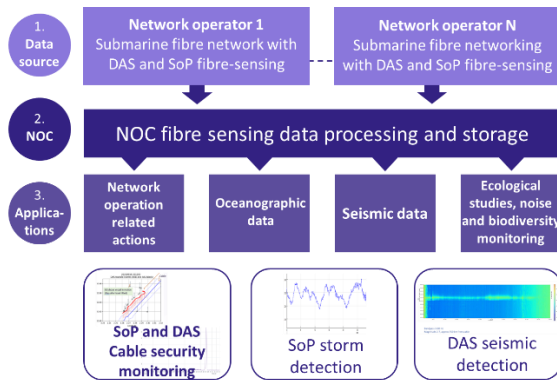 1.
Data
source
Network operator 1
Submarine fibre network with
DAS and SoP fibre-sensing
Network operator N
Submarine fibre networking
with DAS and SoP fibre-sensing
2.
NOC
NOC fibre sensing data processing and storage
3.
Applica-
tions
Network
operation
related
actions
Oceanographic
data
Seismic data
Ecological
studies, noise
and biodiversity
monitoring
SoP and DAS
Cable security
monitoring
SoP storm
detection
DAS seismic
detection